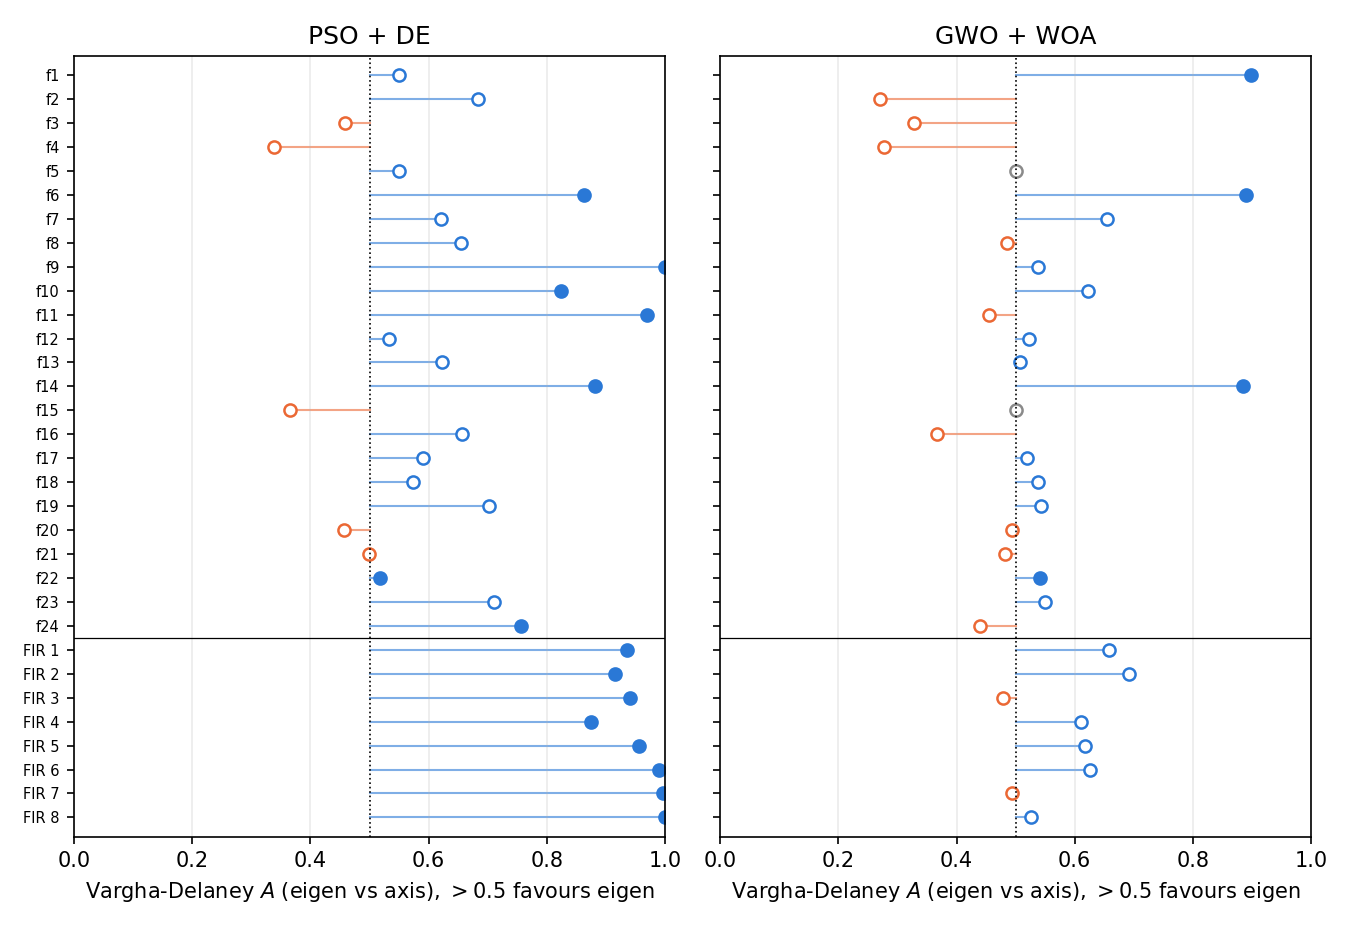 PSO + DE
GWO + WOA
f1
f2
f3
f4
f5
f6
f7
f8
f9
f10
f11
f12
f13
f14
f15
f16
f17
f18
f19
f20
f21
f22
f23
f24
FIR 1
FIR 2
FIR 3
FIR 4
FIR 5
FIR 6
FIR 7
FIR 8
0.0 0.2 0.4 0.6 0.8 1.0
0.0 0.2 0.4 0.6 0.8 1.0
Vargha-Delaney A (eigen vs axis), > 0.5 favours eigen
Vargha-Delaney A (eigen vs axis), > 0.5 favours eigen